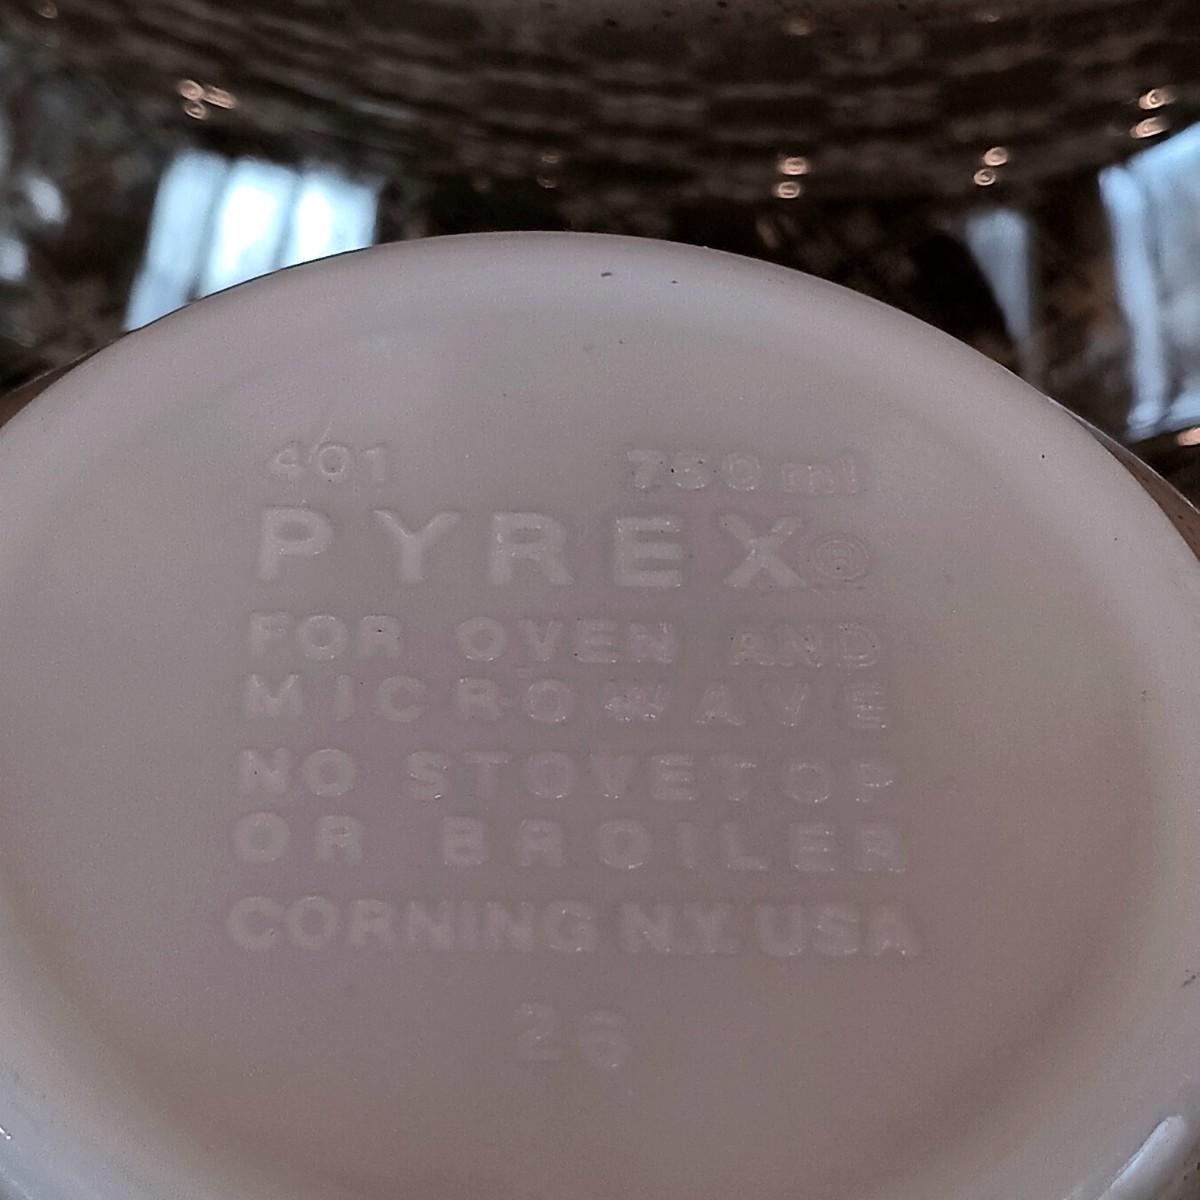 401 750 ml
PYREX®
FOR OVEN AND
MICROWAVE
NO STOVETOP
OR BROILER
CORNING N.Y. USA
26